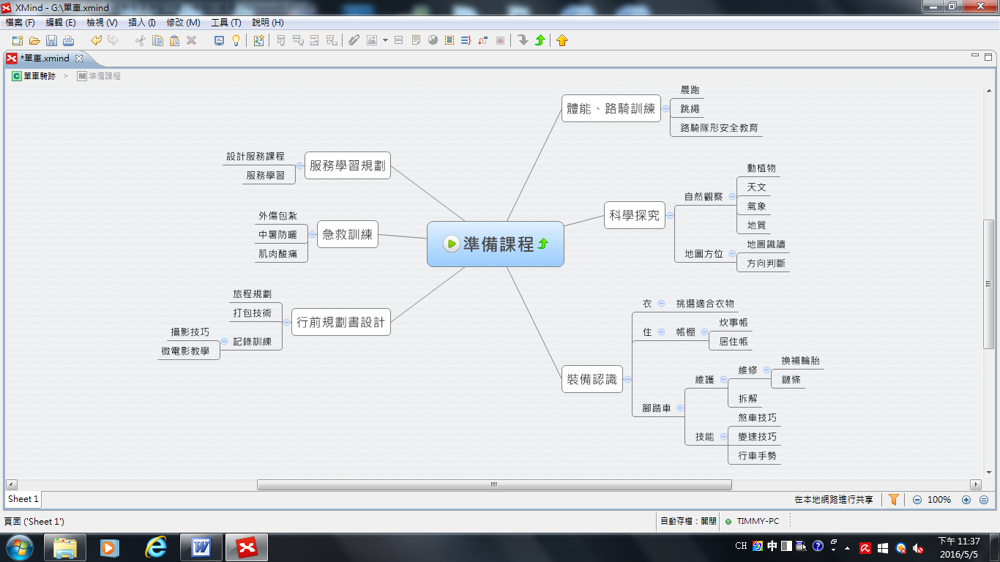 XMind - G:\單車.xmind
檔案 (F) 編輯 (E) 檢視 (V) 插入 (I) 修改 (M) 工具 (T) 說明 (H)
*單車.xmind
單車騎跡 > 準備課程
準備課程
體能、路騎訓練
晨跑
跳繩
路騎隊形安全教育
科學探究
自然觀察
動植物
天文
氣象
地質
地圖方位
地圖識讀
方向判斷
裝備認識
衣
挑選適合衣物
住
帳棚
炊事帳
居住帳
腳踏車
維護
維修
換補輪胎
鏈條
拆解
技能
煞車技巧
變速技巧
行車手勢
服務學習規劃
設計服務課程
服務學習
急救訓練
外傷包紮
中暑防曬
肌肉酸痛
行前規劃書設計
旅程規劃
打包技術
記錄訓練
攝影技巧
微電影教學
Sheet 1
在本地網路進行共享 100%
頁面 ('Sheet 1')
自動存檔：關閉 TIMMY-PC
CH 中
下午 11:37
2016/5/5